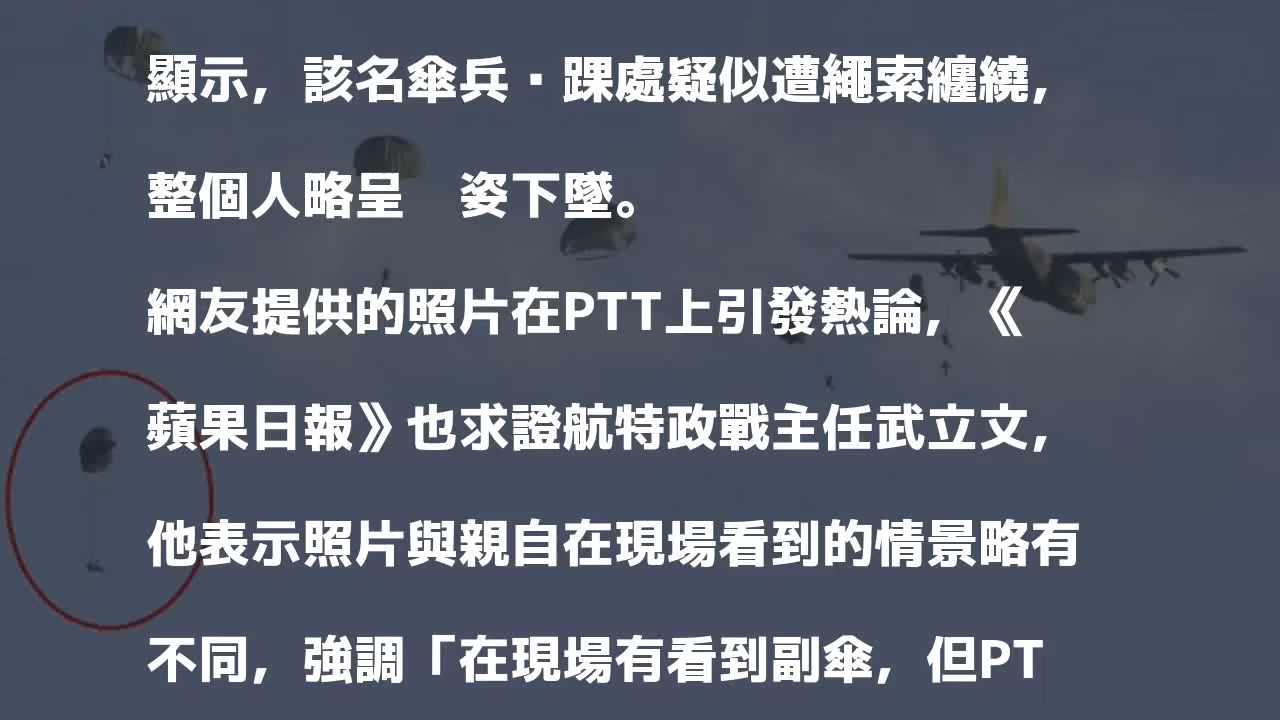 顯示，該名傘兵·踝處疑似遭繩索纏繞，
整個人略呈　姿下墜。
網友提供的照片在PTT上引發熱論，《
蘋果日報》也求證航特政戰主任武立文，
他表示照片與親自在現場看到的情景略有
不同，強調「在現場有看到副傘，但PT